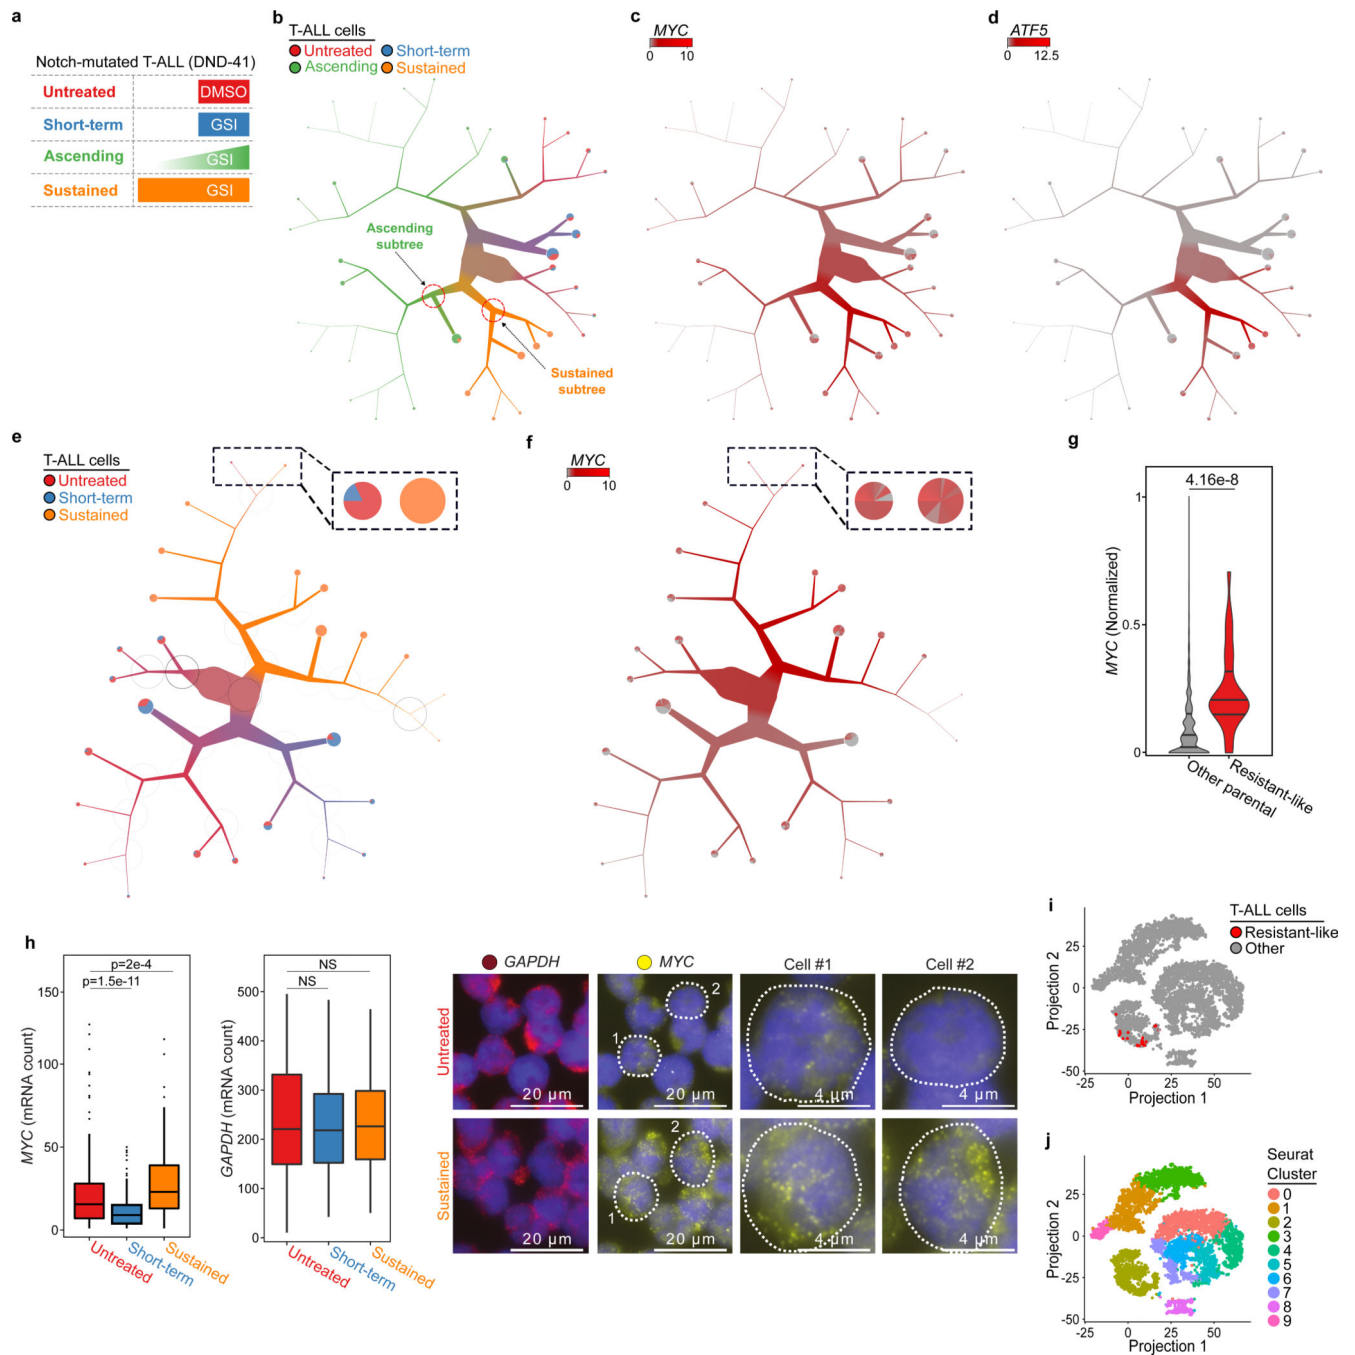 a
Notch-mutated T-ALL (DND-41)
Untreated DMSO
Short-term GSI
Ascending GSI
Sustained GSI
b
T-ALL cells
Untreated Short-term
Ascending Sustained
Ascending
subtree
Sustained
subtree
c
MYC
0 10
d
ATF5
0 12.5
e
T-ALL cells
Untreated
Short-term
Sustained
f
MYC
0 10
g
4.16e-8
1
0.5
0
MYC (Normalized)
Other parental
Resistant-like
h
p=2e-4
p=1.5e-11
150
100
50
0
MYC (mRNA count)
Untreated
Short-term
Sustained
NS
NS
500
400
300
200
100
0
GAPDH (mRNA count)
Untreated
Short-term
Sustained
GAPDH MYC Cell #1 Cell #2
Untreated
2
1
20 µm 20 µm 4 µm 4 µm
Sustained
2
1
20 µm 20 µm 4 µm 4 µm
i
T-ALL cells
Resistant-like
Other
25
0
-25
-50
Projection 2
-25 0 25 50
Projection 1
j
Seurat
Cluster
0
1
2
3
4
5
6
7
8
9
25
0
-25
-50
Projection 2
-25 0 25 50
Projection 1